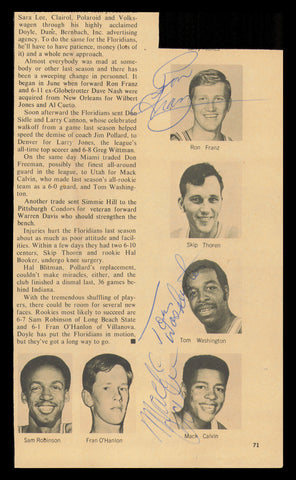 Sara Lee, Clairol, Polaroid and Volks-
wagen through his highly acclaimed
Doyle, Dane, Bernbach, Inc. advertising
agency. To do the same for the Floridians,
he'll have to have patience, money (lots of
it) and a whole new approach.
Almost everybody was mad at some-
body or other last season and there has
been a sweeping change in personnel. It
began in June when forward Ron Franz
and 6-11 ex-Globetrotter Dave Nash were
acquired from New Orleans for Wilbert
Jones and Al Cueto.
Soon afterward the Floridians sent Don
Sidle and Larry Cannon, whose celebrated
walkoff from a game last season helped
speed the demise of coach Jim Pollard, to
Denver for Larry Jones, the league's
all-time top scorer and 6-8 Greg Wittman.
On the same day Miami traded Don
Freeman, possibly the finest all-around
guard in the league, to Utah for Mack
Calvin, who made last season's all-rookie
team as a 6-0 guard, and Tom Washing-
ton.
Another trade sent Simmie Hill to the
Pittsburgh Condors for veteran forward
Warren Davis who should strengthen the
bench.
Injuries hurt the Floridians last season
about as much as poor attitude and facil-
ities. Within a few days they had two 6-10
centers, Skip Thoren and rookie Hal
Booker, undergo knee surgery.
Hal Blitman, Pollard's replacement,
couldn't make miracles, either, and the
club finished a dismal last, 36 games be-
hind Indiana.
With the tremendous shuffling of play-
ers, there could be room for several new
rookies. Rookies most likely to succeed are
6-7 Sam Robinson of Long Beach State
and 6-1 Fran O'Hanlon of Villanova.
Doyle has put the Floridians in motion,
but they've got a long way to go.
Ron Franz
Ron Franz
Skip Thoren
Tom Washington
Tom Washington
Mack Calvin
Sam Robinson
Fran O'Hanlon
Mack Calvin
71